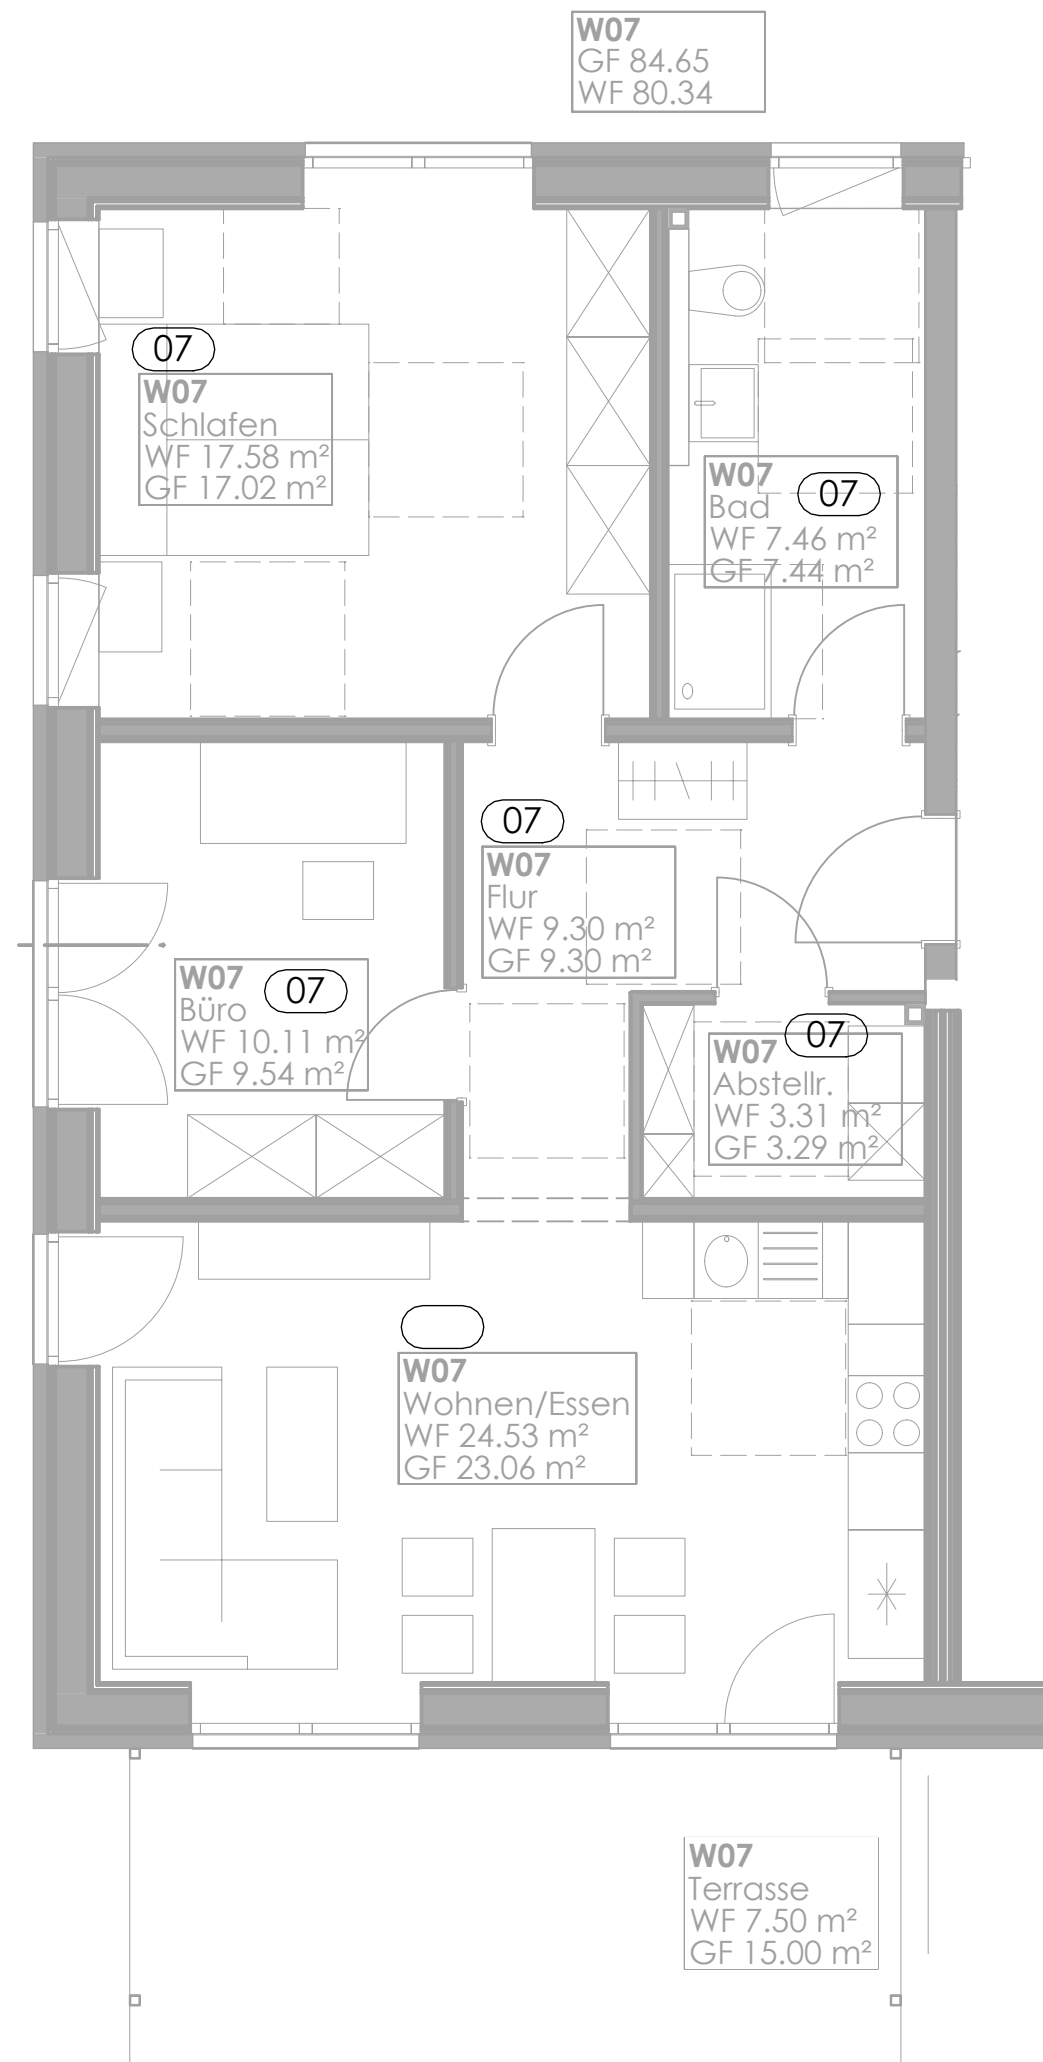 W07
GF 84.65
WF 80.34
07
W07
Schlafen
WF 17.58 m²
GF 17.02 m²
W07
Bad
07
WF 7.46 m²
GF 7.44 m²
07
W07
Flur
WF 9.30 m²
GF 9.30 m²
W07
Büro
07
WF 10.11 m²
GF 9.54 m²
07
W07
Abstellr.
WF 3.31 m²
GF 3.29 m²
W07
Wohnen/Essen
WF 24.53 m²
GF 23.06 m²
W07
Terrasse
WF 7.50 m²
GF 15.00 m²